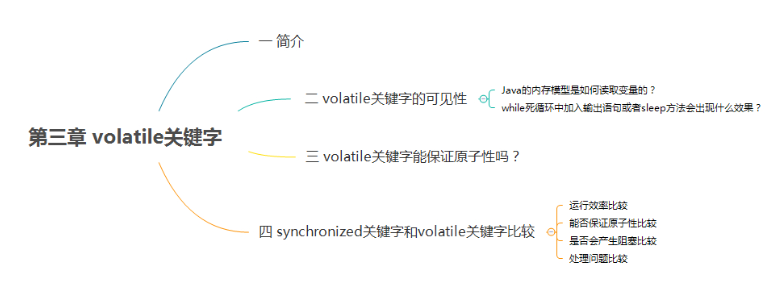 第三章 volatile关键字
一 简介
二 volatile关键字的可见性
Java的内存模型是如何读取变量的？
while死循环中加入输出语句或者sleep方法会出现什么效果？
三 volatile关键字能保证原子性吗？
四 synchronized关键字和volatile关键字比较
运行效率比较
能否保证原子性比较
是否会产生阻塞比较
处理问题比较